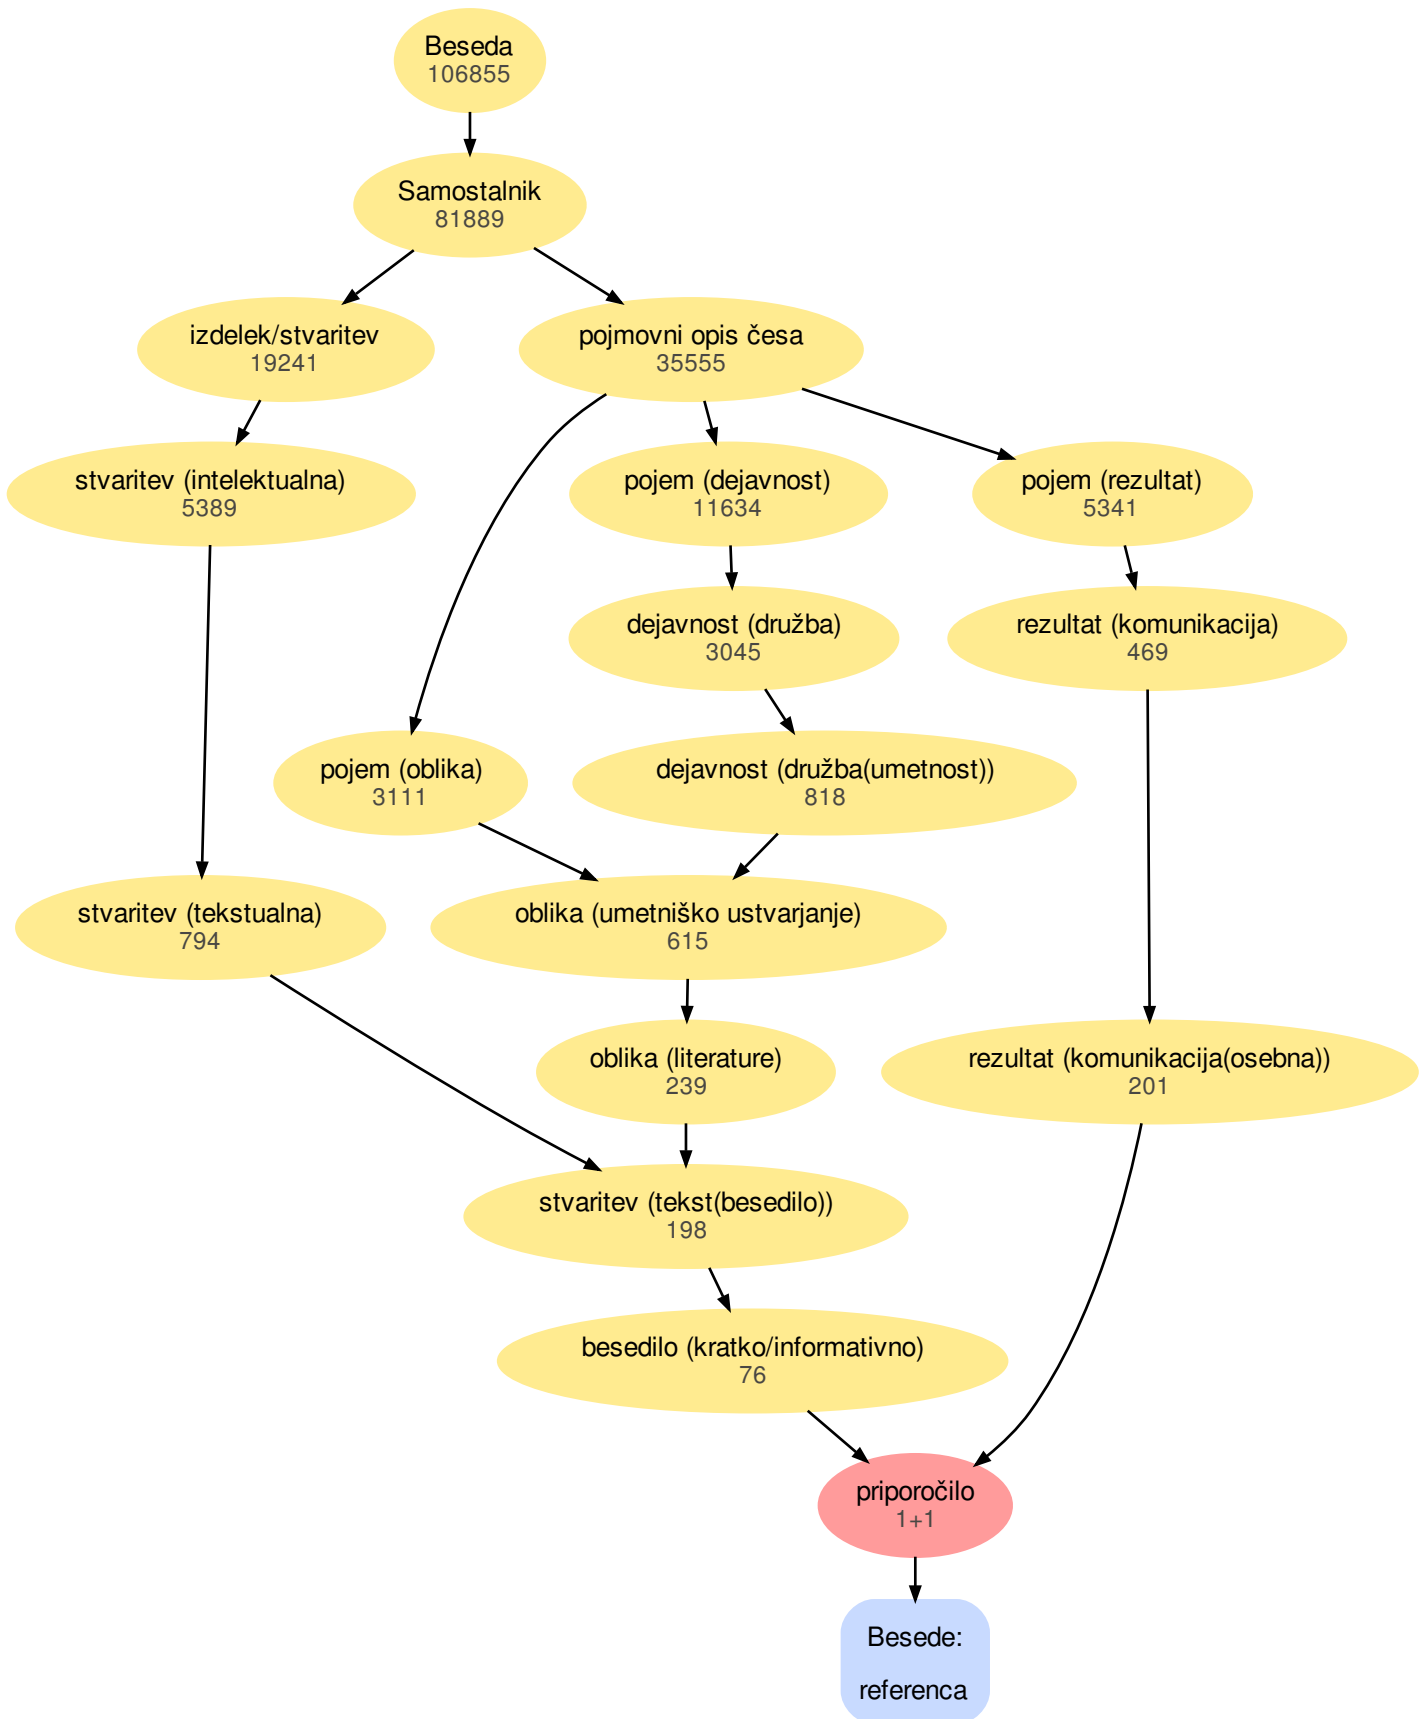 Beseda
106855
Samostalnik
81889
izdelek/stvaritev
19241
pojmovni opis česa
35555
stvaritev (intelektualna)
5389
pojem (dejavnost)
11634
pojem (rezultat)
5341
dejavnost (družba)
3045
rezultat (komunikacija)
469
pojem (oblika)
3111
dejavnost (družba(umetnost))
818
stvaritev (tekstualna)
794
oblika (umetniško ustvarjanje)
615
oblika (literature)
239
rezultat (komunikacija(osebna))
201
stvaritev (tekst(besedilo))
198
besedilo (kratko/informativno)
76
priporočilo
1+1
Besede:
referenca